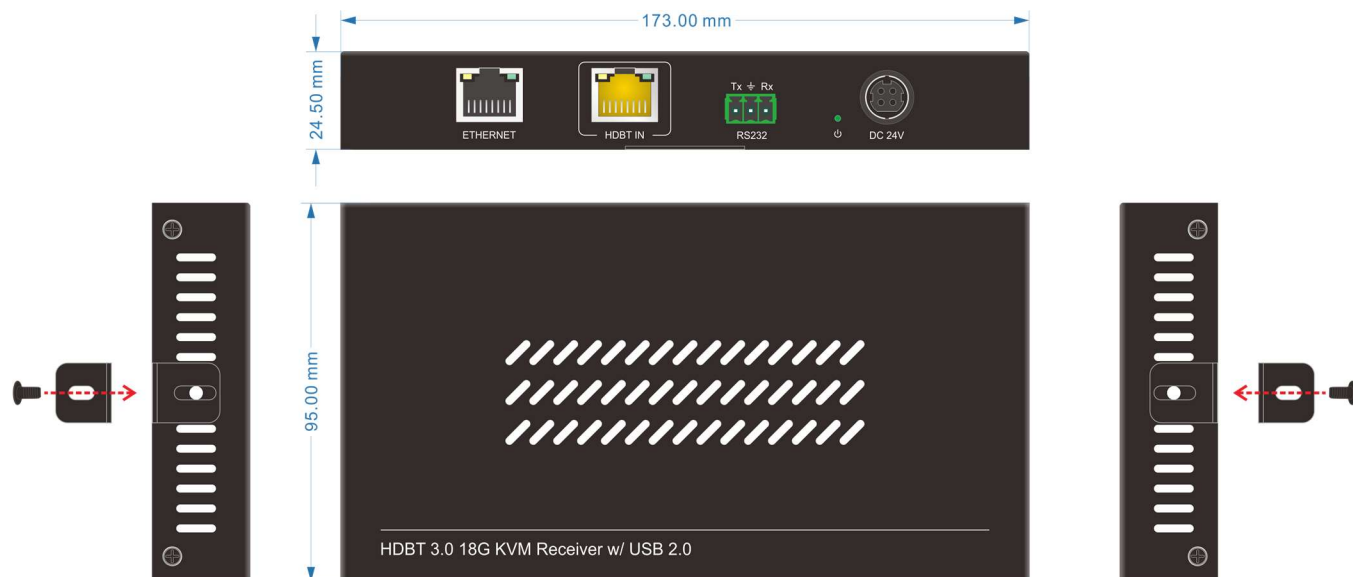 173.00 mm
24.50 mm
Tx Rx
ETHERNET
HDBT IN
RS232
DC 24V
95.00 mm
HDBT 3.0 18G KVM Receiver w/ USB 2.0